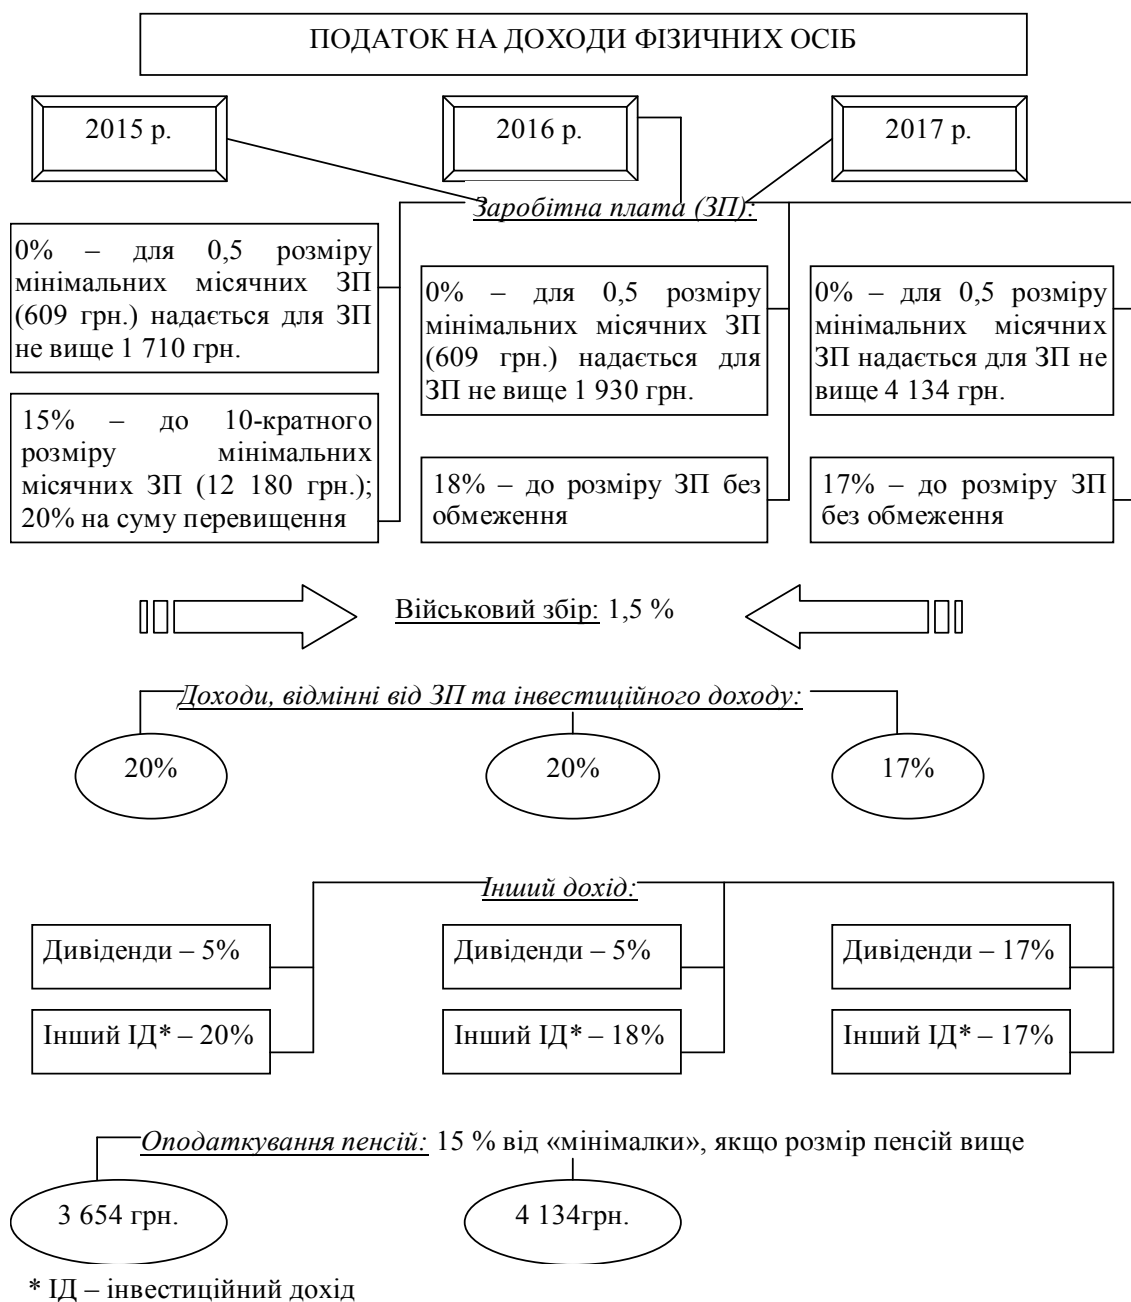 ПОДАТОК НА ДОХОДИ ФІЗИЧНИХ ОСІБ
2015 р.
2016 р.
2017 р.
Заробітна плата (ЗП):
0% – для 0,5 розміру
мінімальних місячних ЗП
(609 грн.) надається для ЗП
не вище 1 710 грн.
0% – для 0,5 розміру
мінімальних місячних ЗП
(609 грн.) надається для
ЗП не вище 1 930 грн.
0% – для 0,5 розміру
мінімальних місячних
ЗП надається для ЗП не
вище 4 134 грн.
15% – до 10-кратного
розміру мінімальних
місячних ЗП (12 180 грн.);
20% на суму перевищення
18% – до розміру ЗП без
обмеження
17% – до розміру ЗП
без обмеження
Військовий збір: 1,5 %
Доходи, відмінні від ЗП та інвестиційного доходу:
20%
20%
17%
Інший дохід:
Дивіденди – 5%
Дивіденди – 5%
Дивіденди – 17%
Інший ІД* – 20%
Інший ІД* – 18%
Інший ІД* – 17%
Оподаткування пенсій: 15 % від «мінімалки», якщо розмір пенсій вище
3 654 грн.
4 134грн.
* ІД – інвестиційний дохід